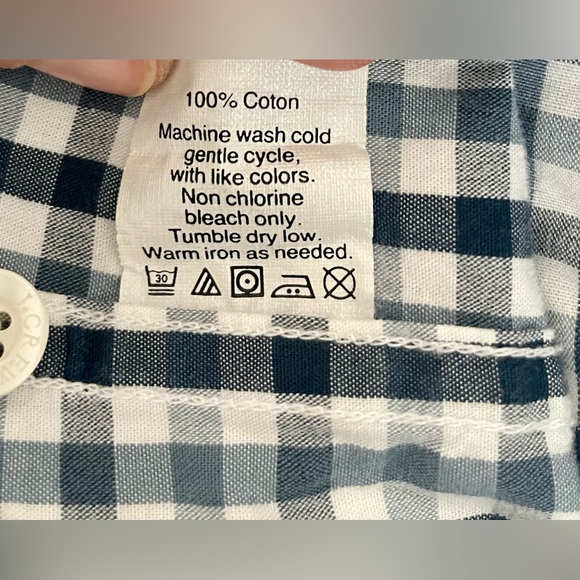 100% Coton
Machine wash cold
gentle cycle,
with like colors.
Non chlorine
bleach only.
Tumble dry low.
Warm iron as needed.
30
J.CREW